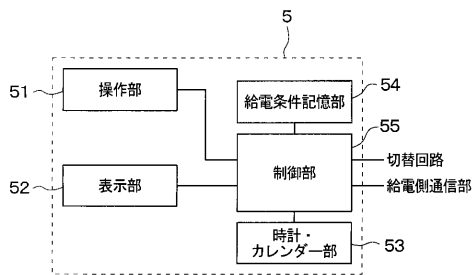 5
51
操作部
給電条件記憶部
54
55
制御部
切替回路
給電側通信部
52
表示部
時計・
カレンダー部
53